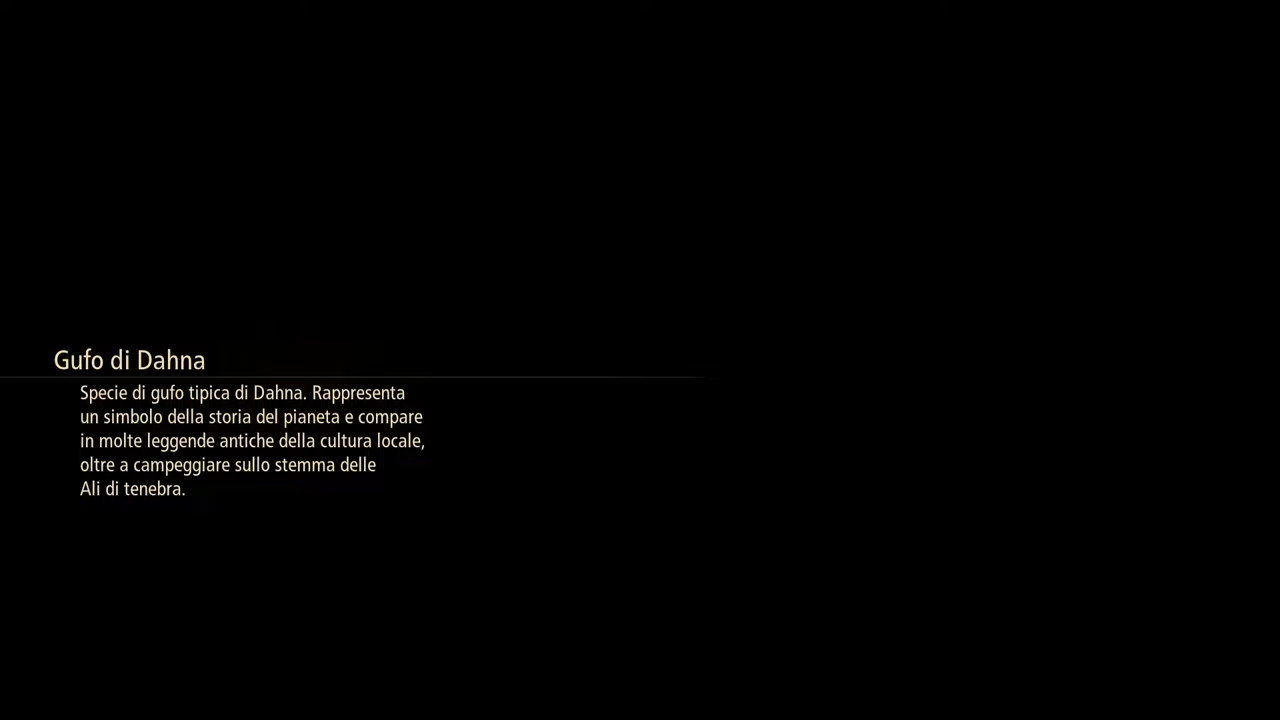 Gufo di Dahna
Specie di gufo tipica di Dahna. Rappresenta
un simbolo della storia del pianeta e compare
in molte leggende antiche della cultura locale,
oltre a campeggiare sullo stemma delle
Ali di tenebra.